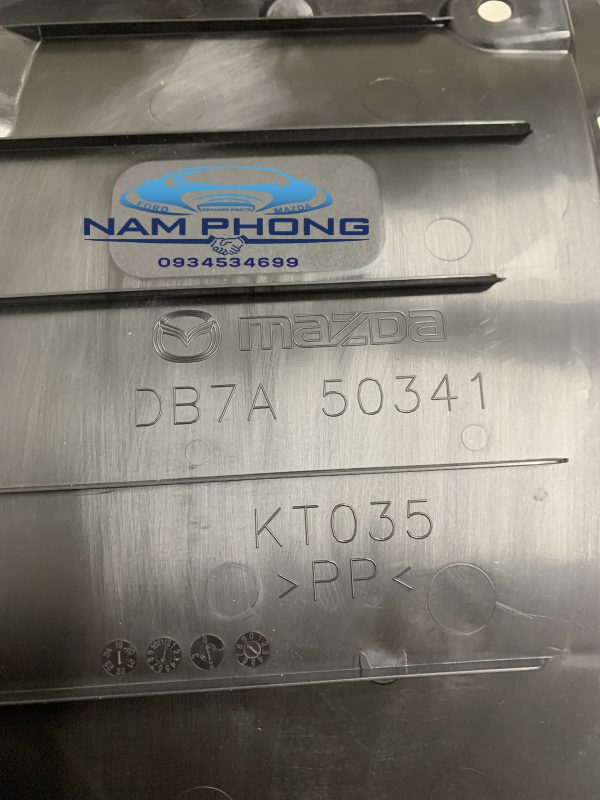 FORD GENUINE PARTS MAZDA
NAM PHONG
0934534699
mazda
DB7A 50341
KT035
>PP<